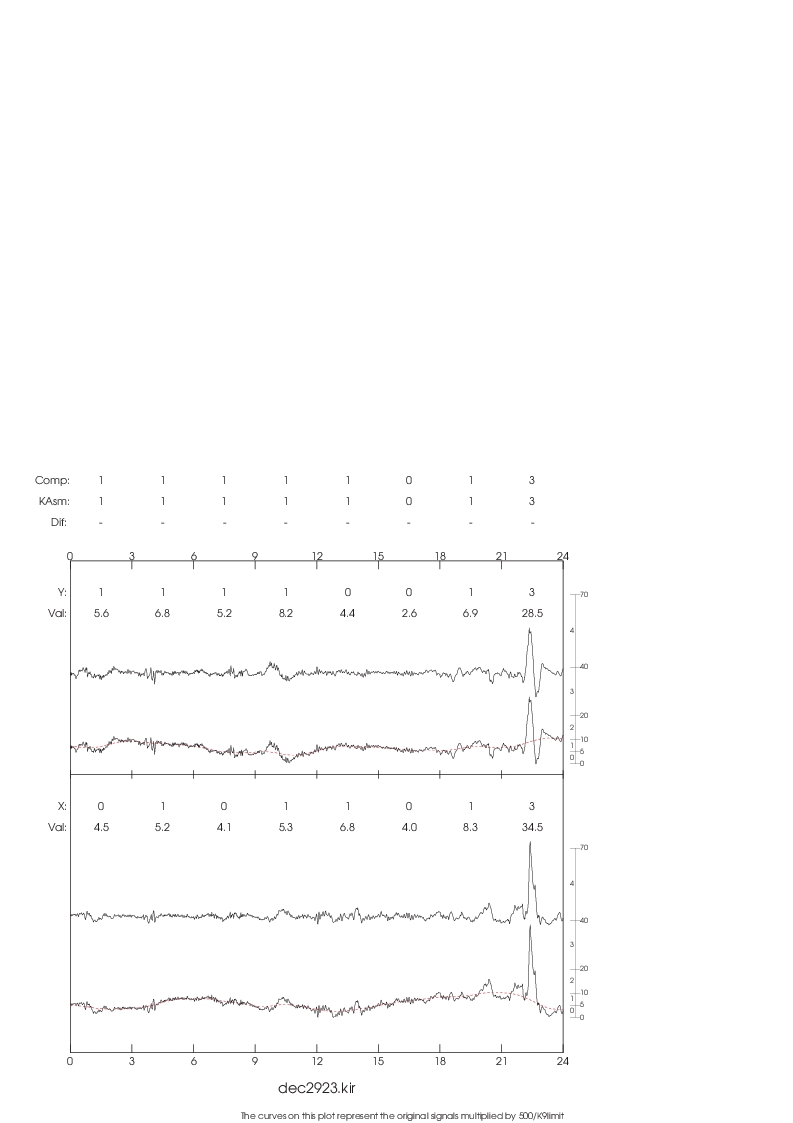 Comp: 1 1 1 1 1 0 1 3
KAsm: 1 1 1 1 1 0 1 3
Dif: - - - - - - - -
0 3 6 9 12 15 18 21 24
Y: 1 1 1 1 0 0 1 3
70
Val: 5.6 6.8 5.2 8.2 4.4 2.6 6.9 28.5
4
40
3
20
2
10
1
5
0
0
X: 0 1 0 1 1 0 1 3
Val: 4.5 5.2 4.1 5.3 6.8 4.0 8.3 34.5
70
4
40
3
20
2
10
1
5
0
0
0 3 6 9 12 15 18 21 24
dec2923.kir
The curves on this plot represent the original signals multiplied by 500/K9limit